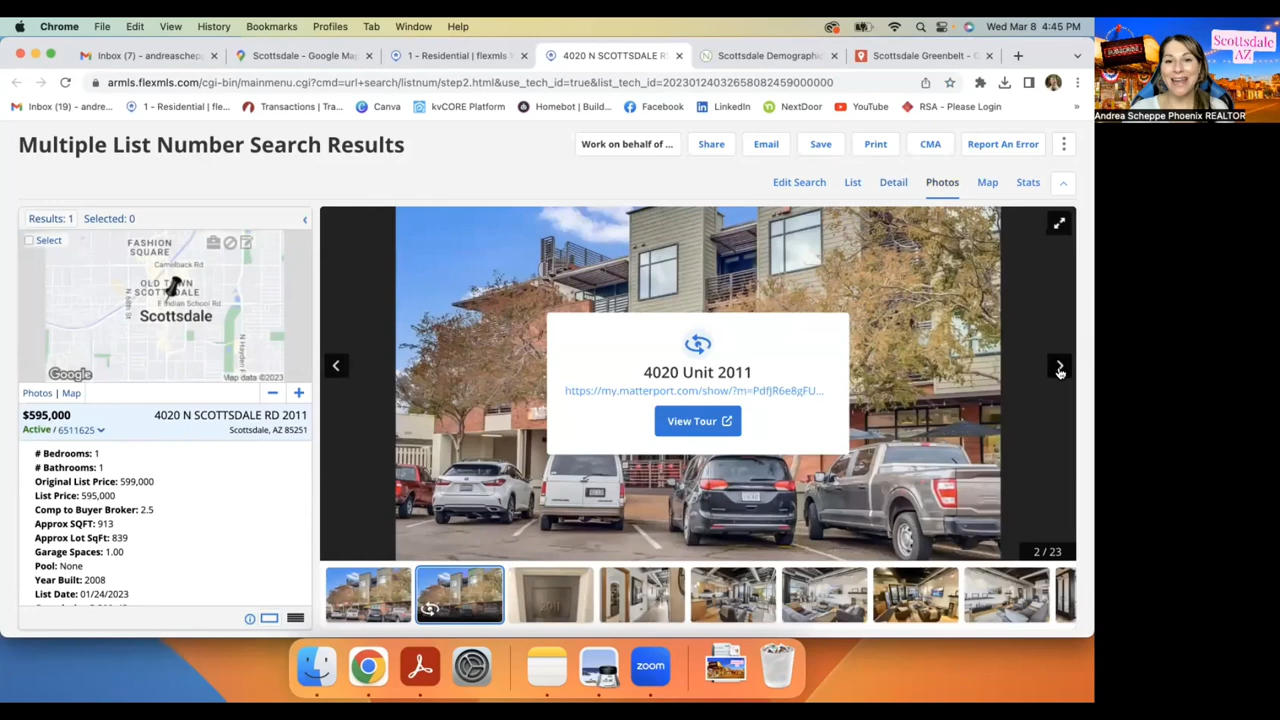 Chrome File Edit View History Bookmarks Profiles Tab Window Help Wed Mar 8 4:45 PM
Inbox (7) – andreaschep Scottsdale - Google Ma 1 - Residential | flexmls 4020 N SCOTTSDALE R Scottsdale Demographic Scottsdale Greenbelt -
armls.flexmls.com/cgi-bin/mainmenu.cgi?cmd=url+search/listnum/step2.html&use_tech_id=true&list_tech_id=20230124032658082459000000
Inbox (19) - andre... 1 - Residential | fle... Transactions | Tra... Canva kvCORE Platform Homebot | Build... Facebook LinkedIn NextDoor YouTube RSA - Please Login »
Scottsdale
AZ
Andrea Scheppe Phoenix REALTOR
Multiple List Number Search Results
Work on behalf of ... Share Email Save Print CMA Report An Error
Edit Search List Detail Photos Map Stats
Results: 1 Selected: 0
Select
FASHION
SQUARE
Camelback Rd
OLD TOWN
SCOTTSDALE
E Indian School Rd
N 68th St
N Hayden
Scottsdale
Google Map data ©2023
Photos | Map
$595,000 4020 N SCOTTSDALE RD 2011
Active / 6511625 Scottsdale, AZ 85251
# Bedrooms: 1
# Bathrooms: 1
Original List Price: 599,000
List Price: 595,000
Comp to Buyer Broker: 2.5
Approx SQFT: 913
Approx Lot SqFt: 839
Garage Spaces: 1.00
Pool: None
Year Built: 2008
List Date: 01/24/2023
4020 Unit 2011
https://my.matterport.com/show/?m=PdfJR6e8gFU...
View Tour
2 / 23
zoom